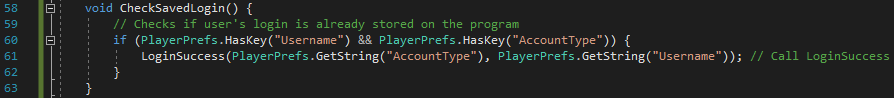 58 void CheckSavedLogin() {
59 // Checks if user's login is already stored on the program
60 if (PlayerPrefs.HasKey("Username") && PlayerPrefs.HasKey("AccountType")) {
61 LoginSuccess(PlayerPrefs.GetString("AccountType"), PlayerPrefs.GetString("Username")); // Call LoginSuccess
62 }
63 }